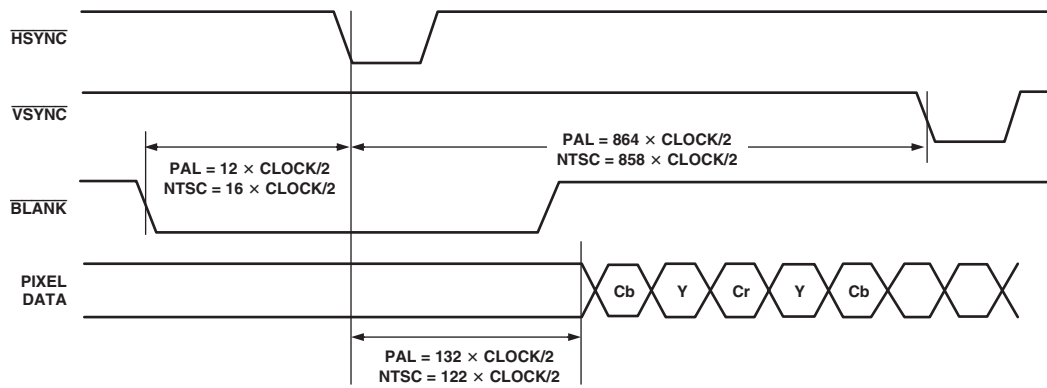 HSYNC
VSYNC
PAL = 864 × CLOCK/2
NTSC = 858 × CLOCK/2
PAL = 12 × CLOCK/2
NTSC = 16 × CLOCK/2
BLANK
PIXEL
DATA
Cb Y Cr Y Cb
PAL = 132 × CLOCK/2
NTSC = 122 × CLOCK/2